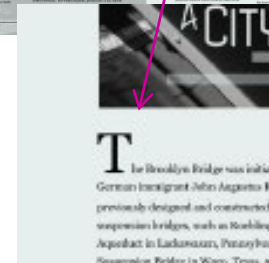 A CITY
The Brooklyn Bridge was initia
German immigrant John Augustus R
previously designed and constructed
suspension bridges, such as Roebling
Aqueduct in Lackawaxen, Pennsylva
Suspension Bridge in Waco, Texas, a